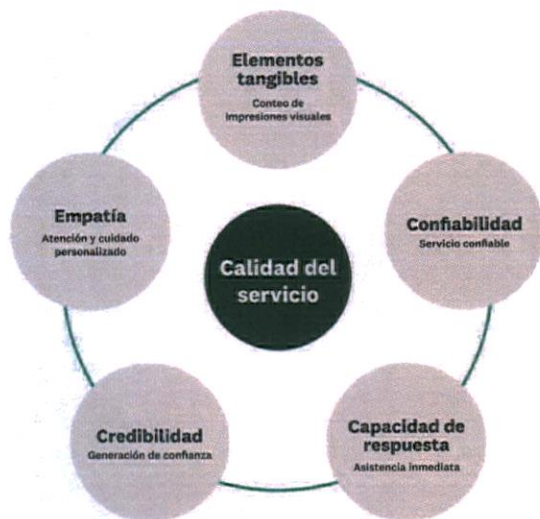 Elementos
tangibles
Conteo de
impresiones visuales
Confiabilidad
Servicio confiable
Capacidad de
respuesta
Asistencia inmediata
Credibilidad
Generación de confianza
Empatía
Atención y cuidado
personalizado
Calidad del
servicio